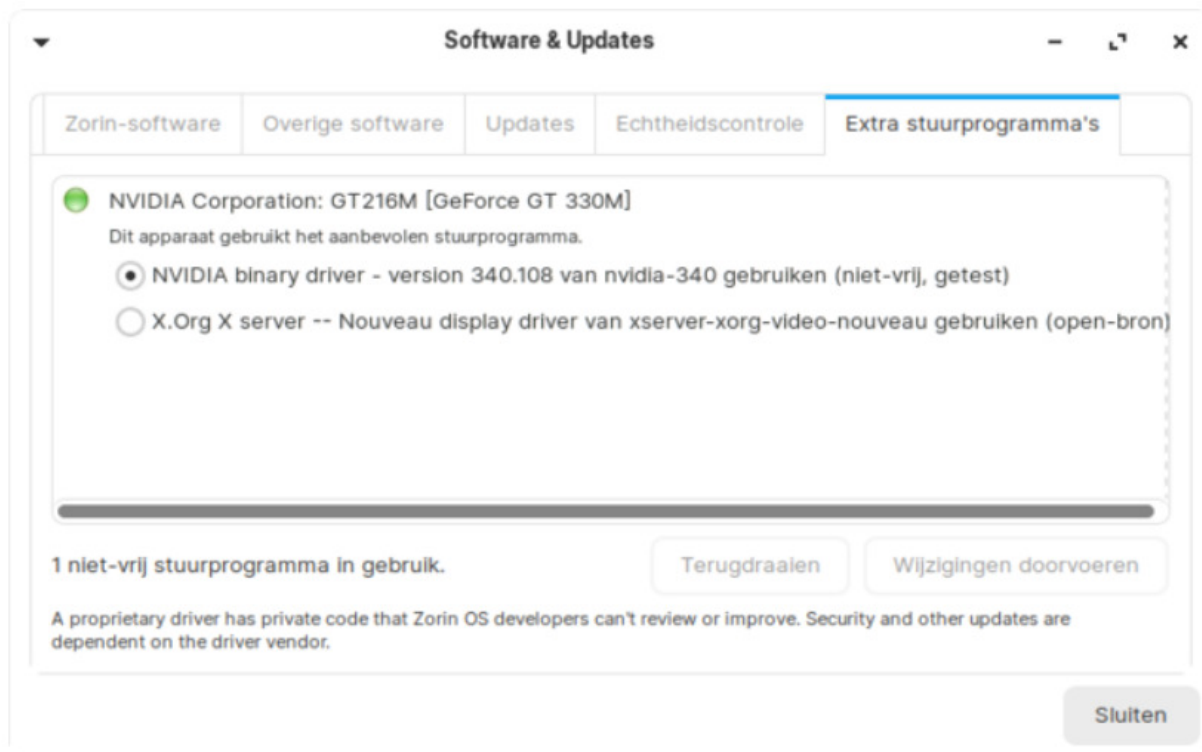 Software & Updates
Zorin-software
Overige software
Updates
Echtheidscontrole
Extra stuurprogramma's
NVIDIA Corporation: GT216M [GeForce GT 330M]
Dit apparaat gebruikt het aanbevolen stuurprogramma.
NVIDIA binary driver - version 340.108 van nvidia-340 gebruiken (niet-vrij, getest)
X.Org X server -- Nouveau display driver van xserver-xorg-video-nouveau gebruiken (open-bron)
1 niet-vrij stuurprogramma in gebruik.
Terugdraaien
Wijzigingen doorvoeren
A proprietary driver has private code that Zorin OS developers can't review or improve. Security and other updates are
dependent on the driver vendor.
Sluiten